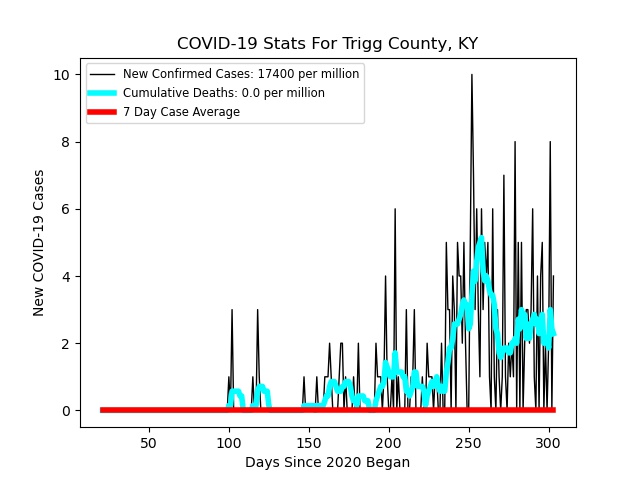 COVID-19 Stats For Trigg County, KY
New Confirmed Cases: 17400 per million
Cumulative Deaths: 0.0 per million
7 Day Case Average
New COVID-19 Cases
10
8
6
4
2
0
50 100 150 200 250 300
Days Since 2020 Began